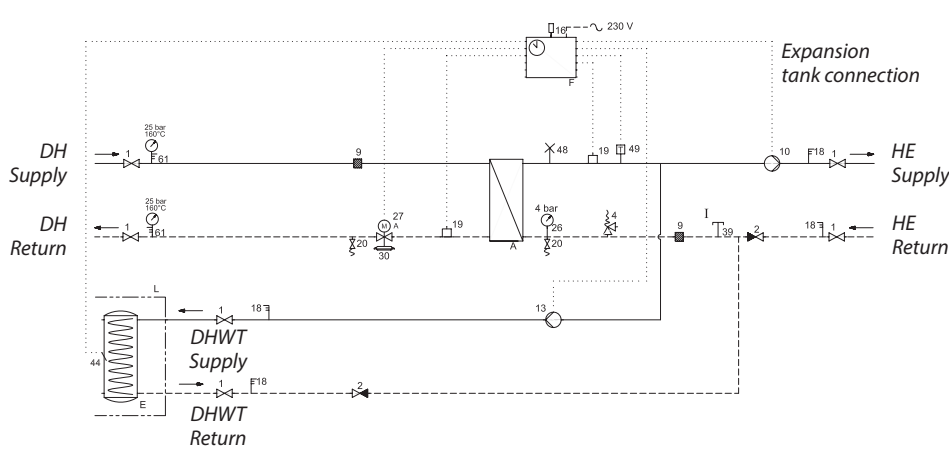 16
230 V
F
Expansion
tank connection
25 bar
160°C
1
61
9
48
19
49
10
18
1
DH
Supply
HE
Supply
25 bar
160°C
1
61
27
M
A
19
4 bar
26
4
I
DH
Return
20
30
A
20
9
39
2
18
1
HE
Return
L
1
18
13
DHWT
Supply
44
1
18
2
E
DHWT
Return
T